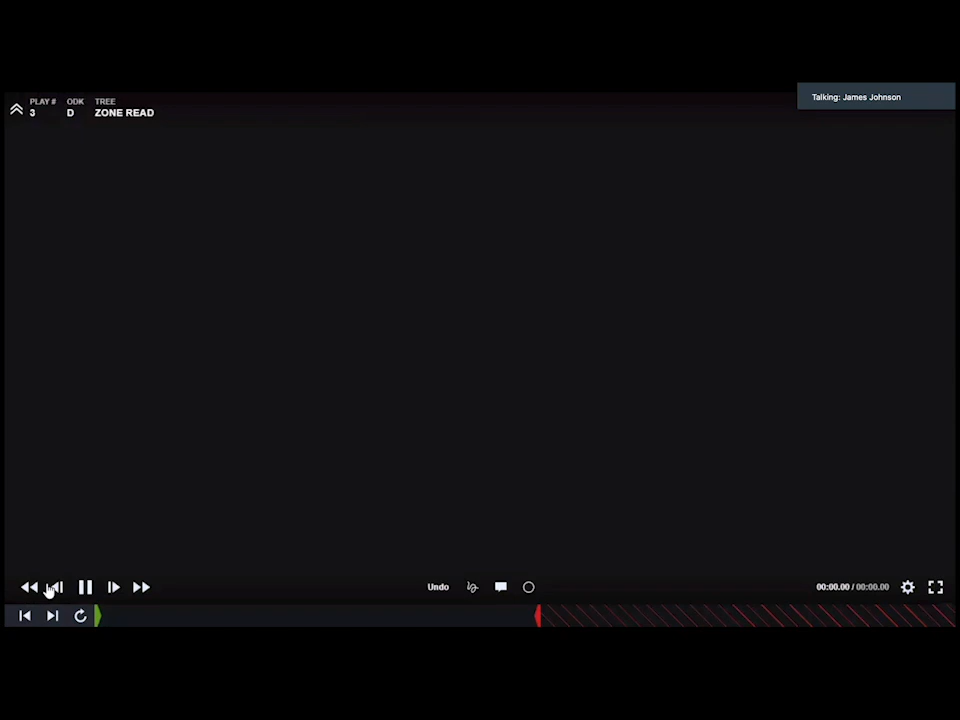 PLAY # ODK TREE
3 D ZONE READ
Talking: James Johnson
Undo
00:00.00 / 00:00.00